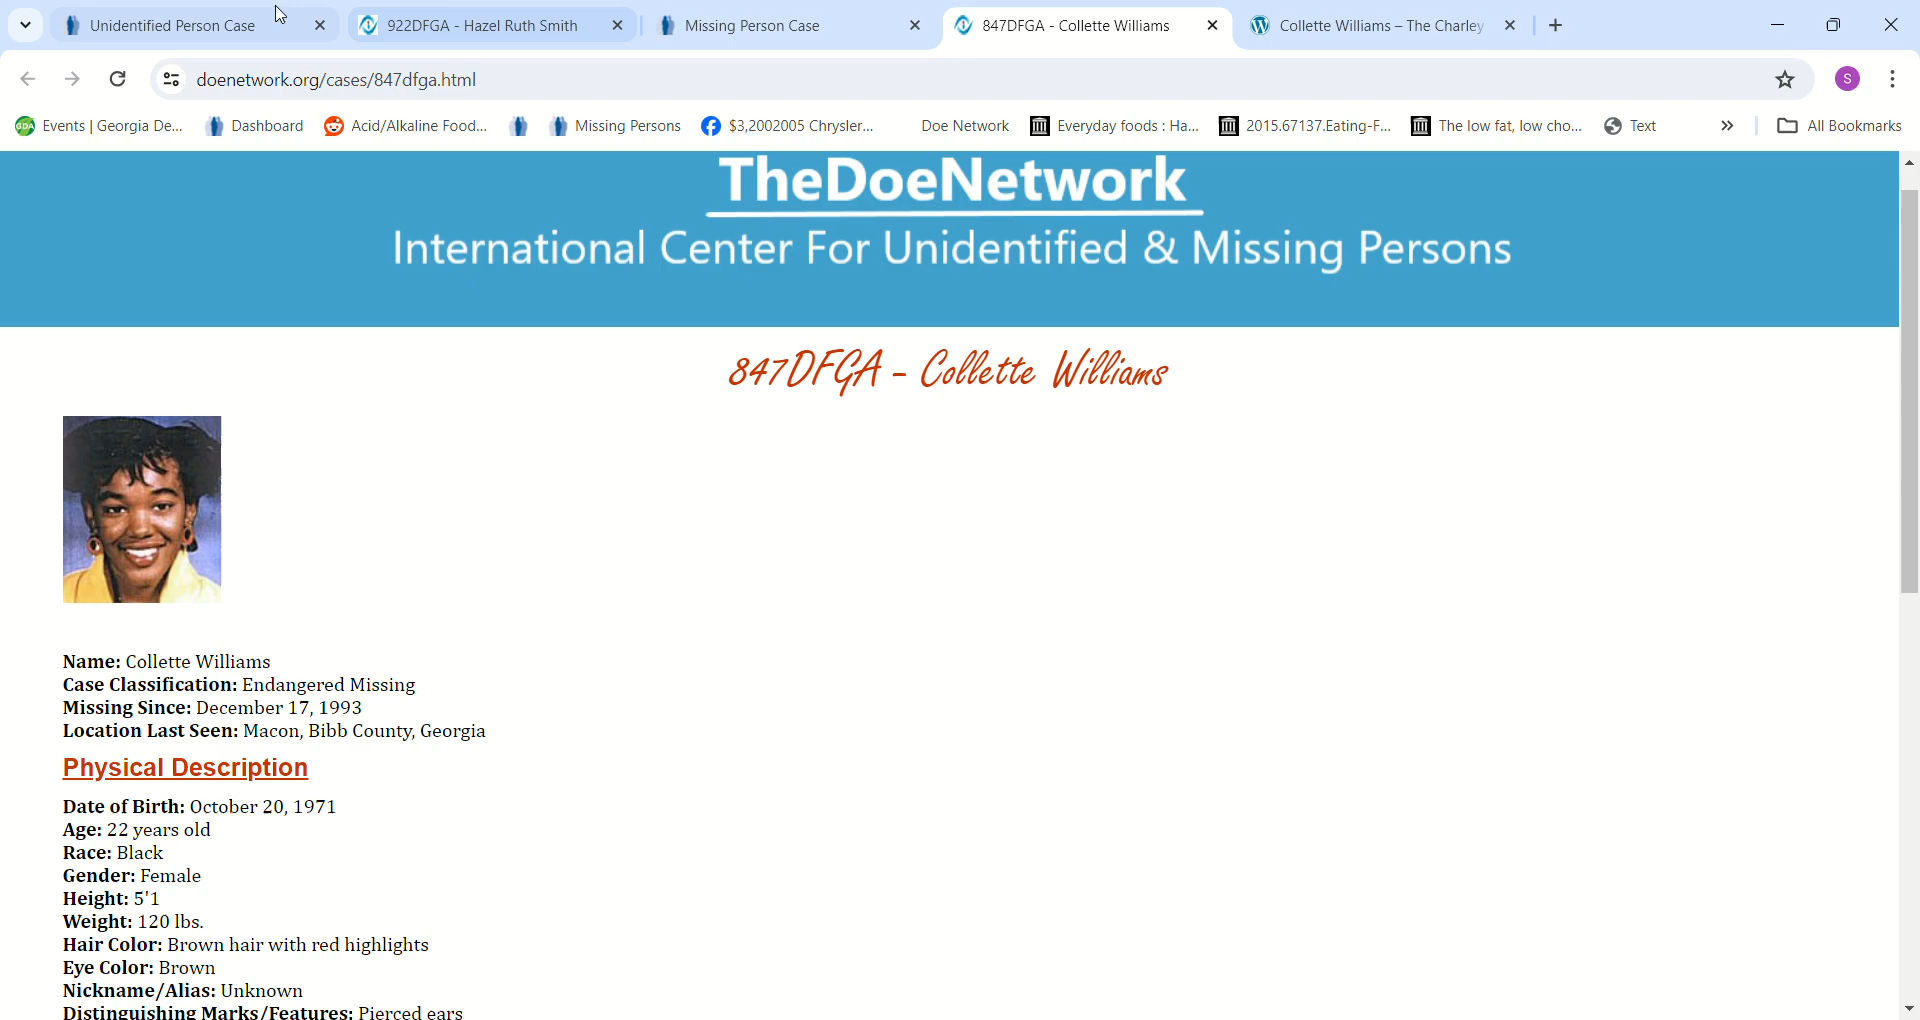 Unidentified Person Case
922DFGA - Hazel Ruth Smith
Missing Person Case
847DFGA - Collette Williams
Collette Williams – The Charley
doenetwork.org/cases/847dfga.html
S
GDA
Events | Georgia De...
Dashboard
Acid/Alkaline Food...
Missing Persons
$3,2002005 Chrysler...
Doe Network
Everyday foods : Ha...
2015.67137.Eating-F...
The low fat, low cho...
Text
All Bookmarks
TheDoeNetwork
International Center For Unidentified & Missing Persons
847DFGA - Collette Williams
Name: Collette Williams
Case Classification: Endangered Missing
Missing Since: December 17, 1993
Location Last Seen: Macon, Bibb County, Georgia
Physical Description
Date of Birth: October 20, 1971
Age: 22 years old
Race: Black
Gender: Female
Height: 5'1
Weight: 120 lbs.
Hair Color: Brown hair with red highlights
Eye Color: Brown
Nickname/Alias: Unknown
Distinguishing Marks/Features: Pierced ears